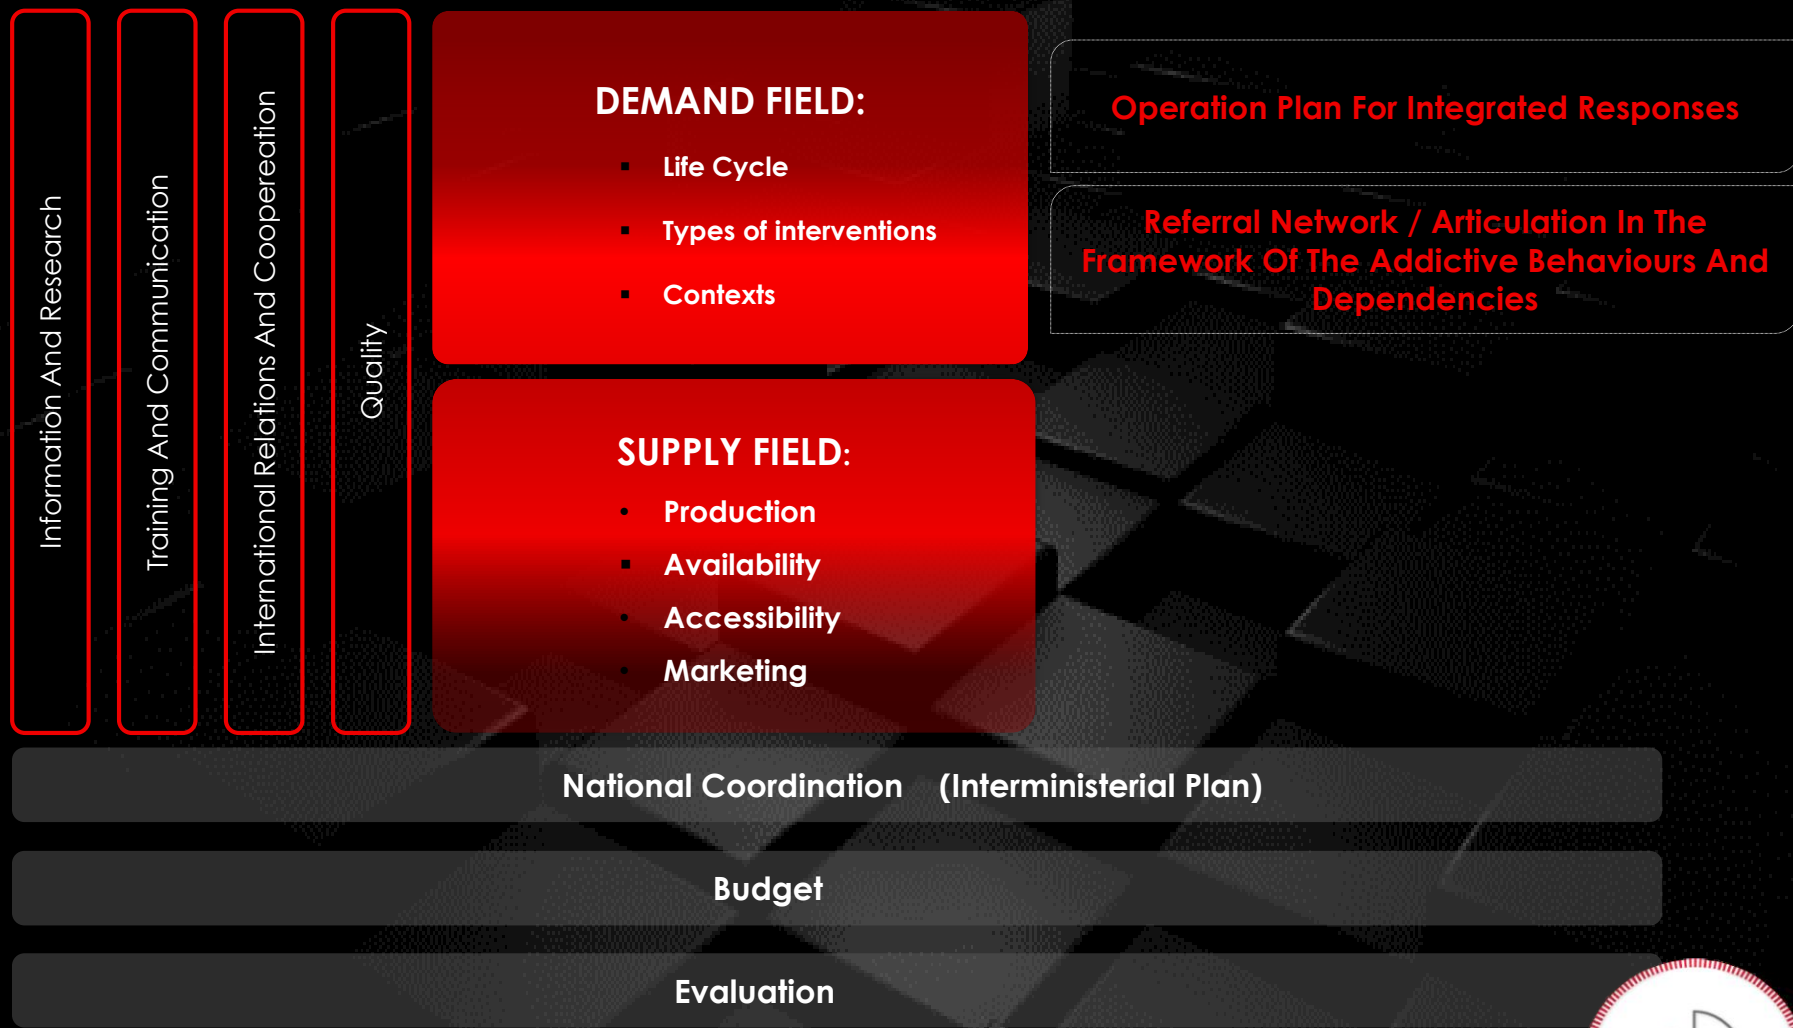 Information And Research
Training And Communication
International Relations And Coopereation
Quality
DEMAND FIELD:
▪ Life Cycle
▪ Types of interventions
▪ Contexts
SUPPLY FIELD:
• Production
▪ Availability
• Accessibility
• Marketing
Operation Plan For Integrated Responses
Referral Network / Articulation In The
Framework Of The Addictive Behaviours And
Dependencies
National Coordination (Interministerial Plan)
Budget
Evaluation